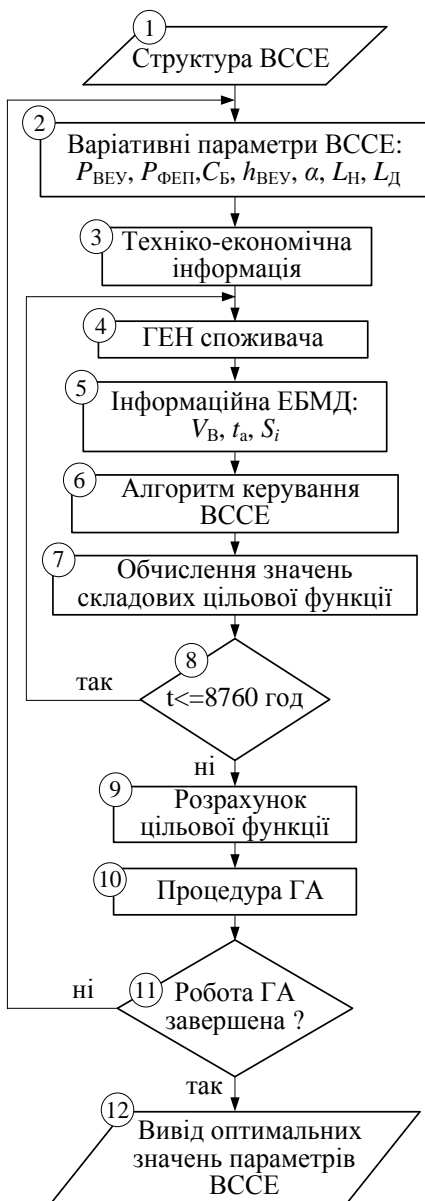 1
Структура ВССЕ
2
Варіативні параметри ВССЕ:
PВЕУ, PФЕП,CБ, hВЕУ, α, LН, LД
3
Техніко-економічна
інформація
4
ГЕН споживача
5
Інформаційна ЕБМД:
VВ, tа, Si
6
Алгоритм керування
ВССЕ
7
Обчислення значень
складових цільової функції
8
так
t<=8760 год
ні
9
Розрахунок
цільової функції
10
Процедура ГА
11
ні
Робота ГА
завершена ?
так
12
Вивід оптимальних
значень параметрів
ВССЕ